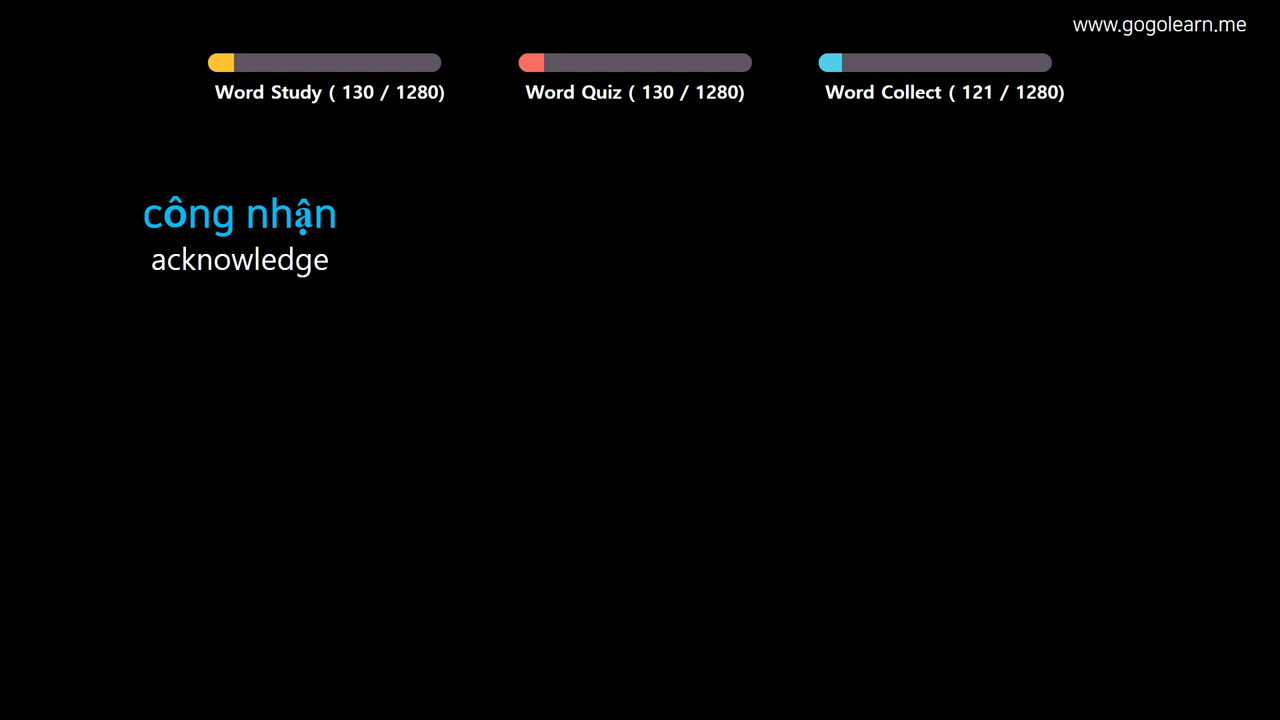 www.gogolearn.me
Word Study ( 130 / 1280)
Word Quiz ( 130 / 1280)
Word Collect ( 121 / 1280)
công nhận
acknowledge